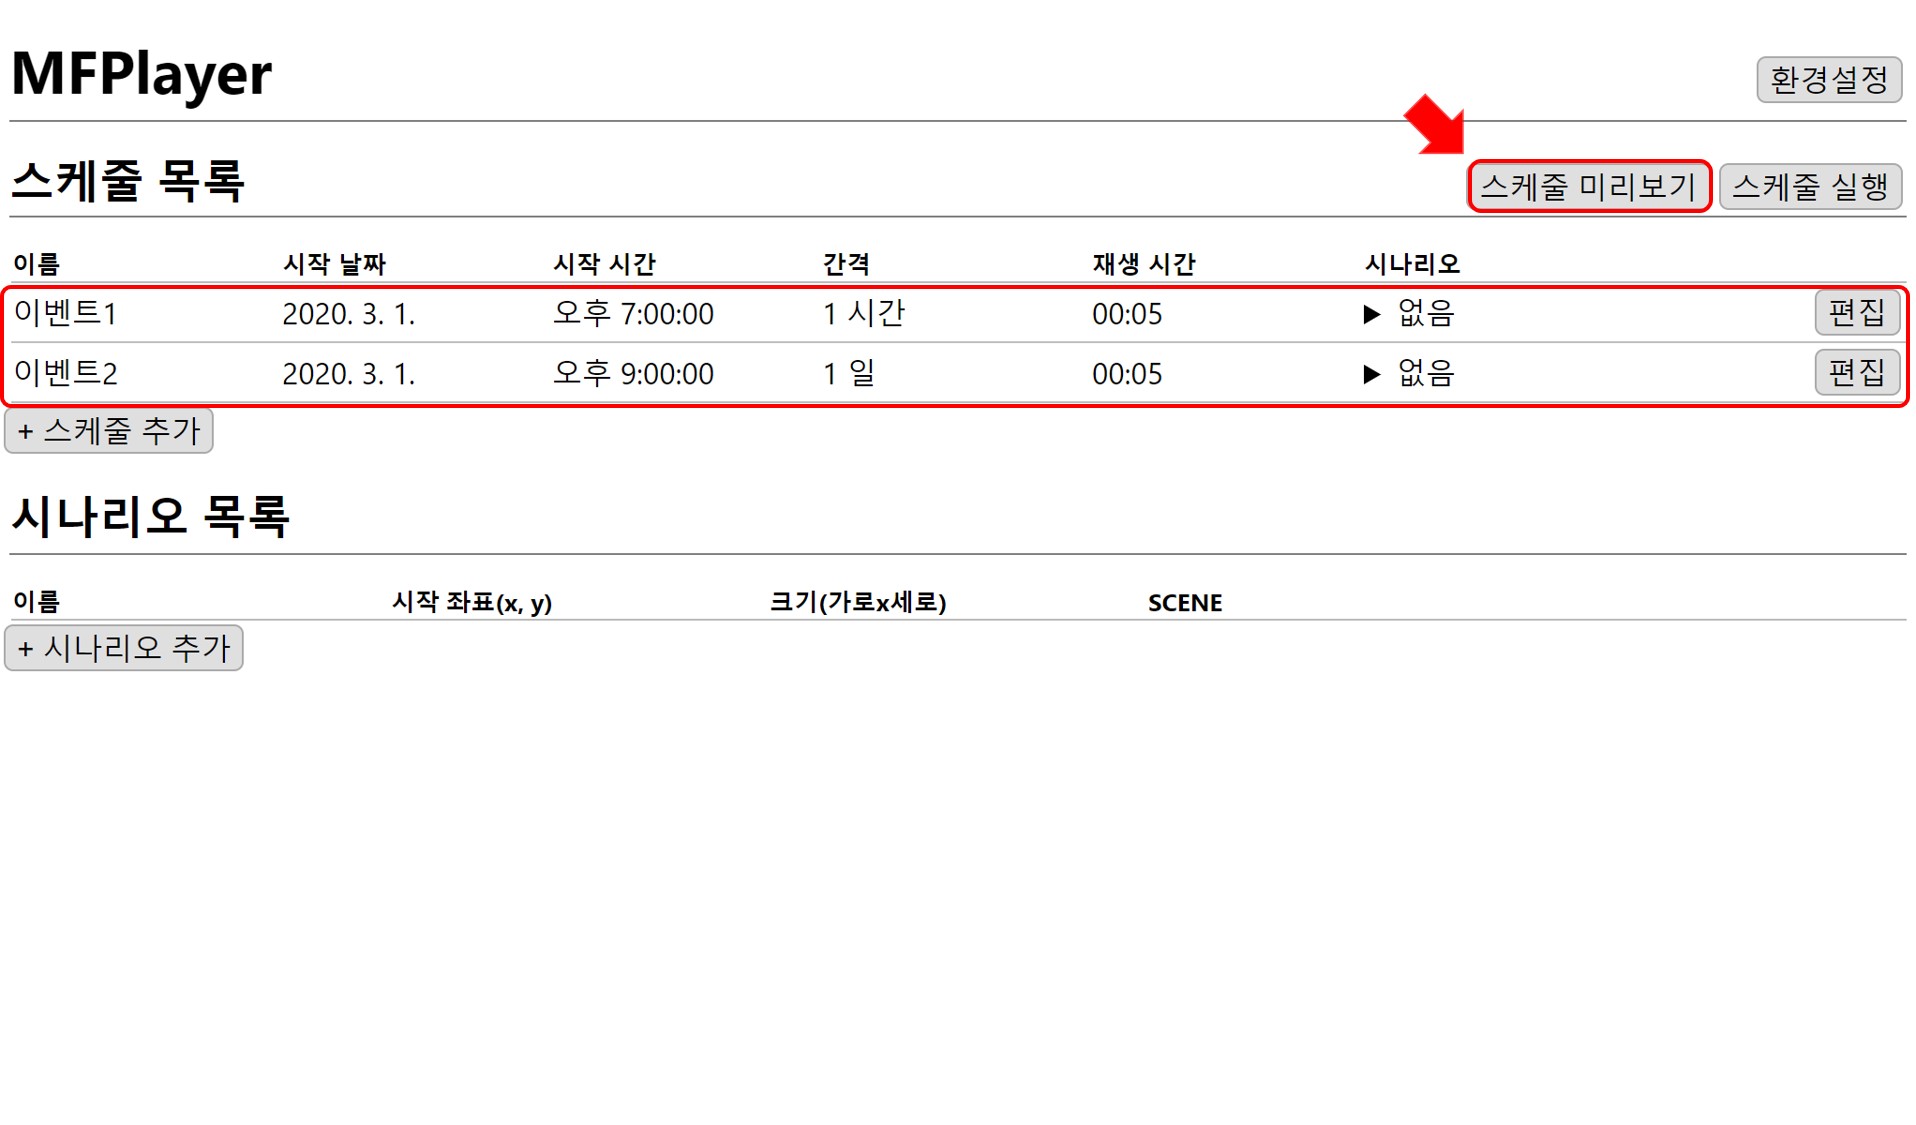 MFPlayer 환경설정
스케줄 목록 스케줄 미리보기 스케줄 실행
이름 시작 날짜 시작 시간 간격 재생 시간 시나리오
이벤트1 2020. 3. 1. 오후 7:00:00 1 시간 00:05 ▶ 없음 편집
이벤트2 2020. 3. 1. 오후 9:00:00 1 일 00:05 ▶ 없음 편집
+ 스케줄 추가
시나리오 목록
이름 시작 좌표(x, y) 크기(가로x세로) SCENE
+ 시나리오 추가